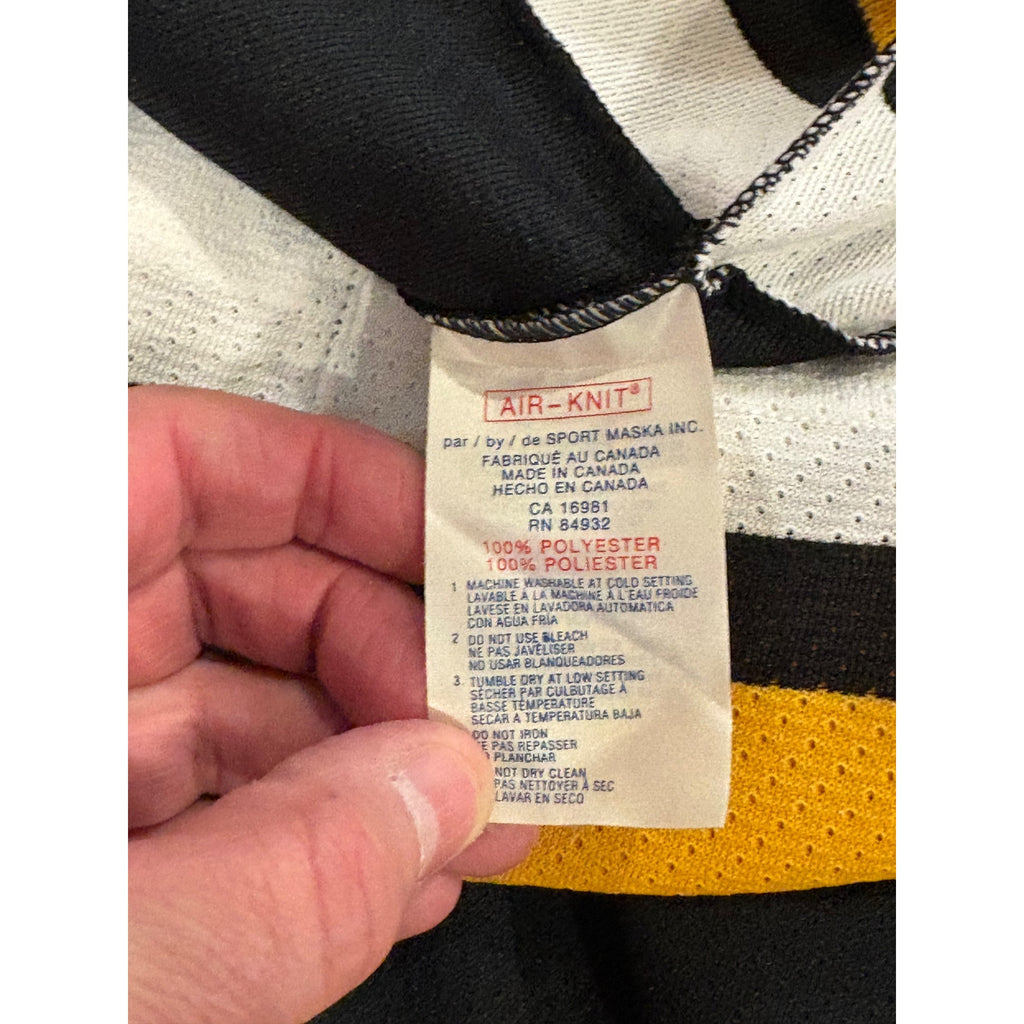 AIR-KNIT®
par / by / de SPORT MASKA INC.
FABRIQUÉ AU CANADA
MADE IN CANADA
HECHO EN CANADA
CA 16981
RN 84932
100% POLYESTER
100% POLIESTER
1 MACHINE WASHABLE AT COLD SETTING
LAVABLE À LA MACHINE À L'EAU FROIDE
LAVESE EN LAVADORA AUTOMATICA
CON AGUA FRIA
2 DO NOT USE BLEACH
NE PAS JAVELISER
NO USAR BLANQUEADORES
3. TUMBLE DRY AT LOW SETTING
SÉCHER PAR CULBUTAGE À
BASSE TEMPÉRATURE
SECAR A TEMPERATURA BAJA
DO NOT IRON
PAS REPASSER
PLANCHAR
NOT DRY CLEAN
PAS NETTOYER À SEC
LAVAR EN SECO